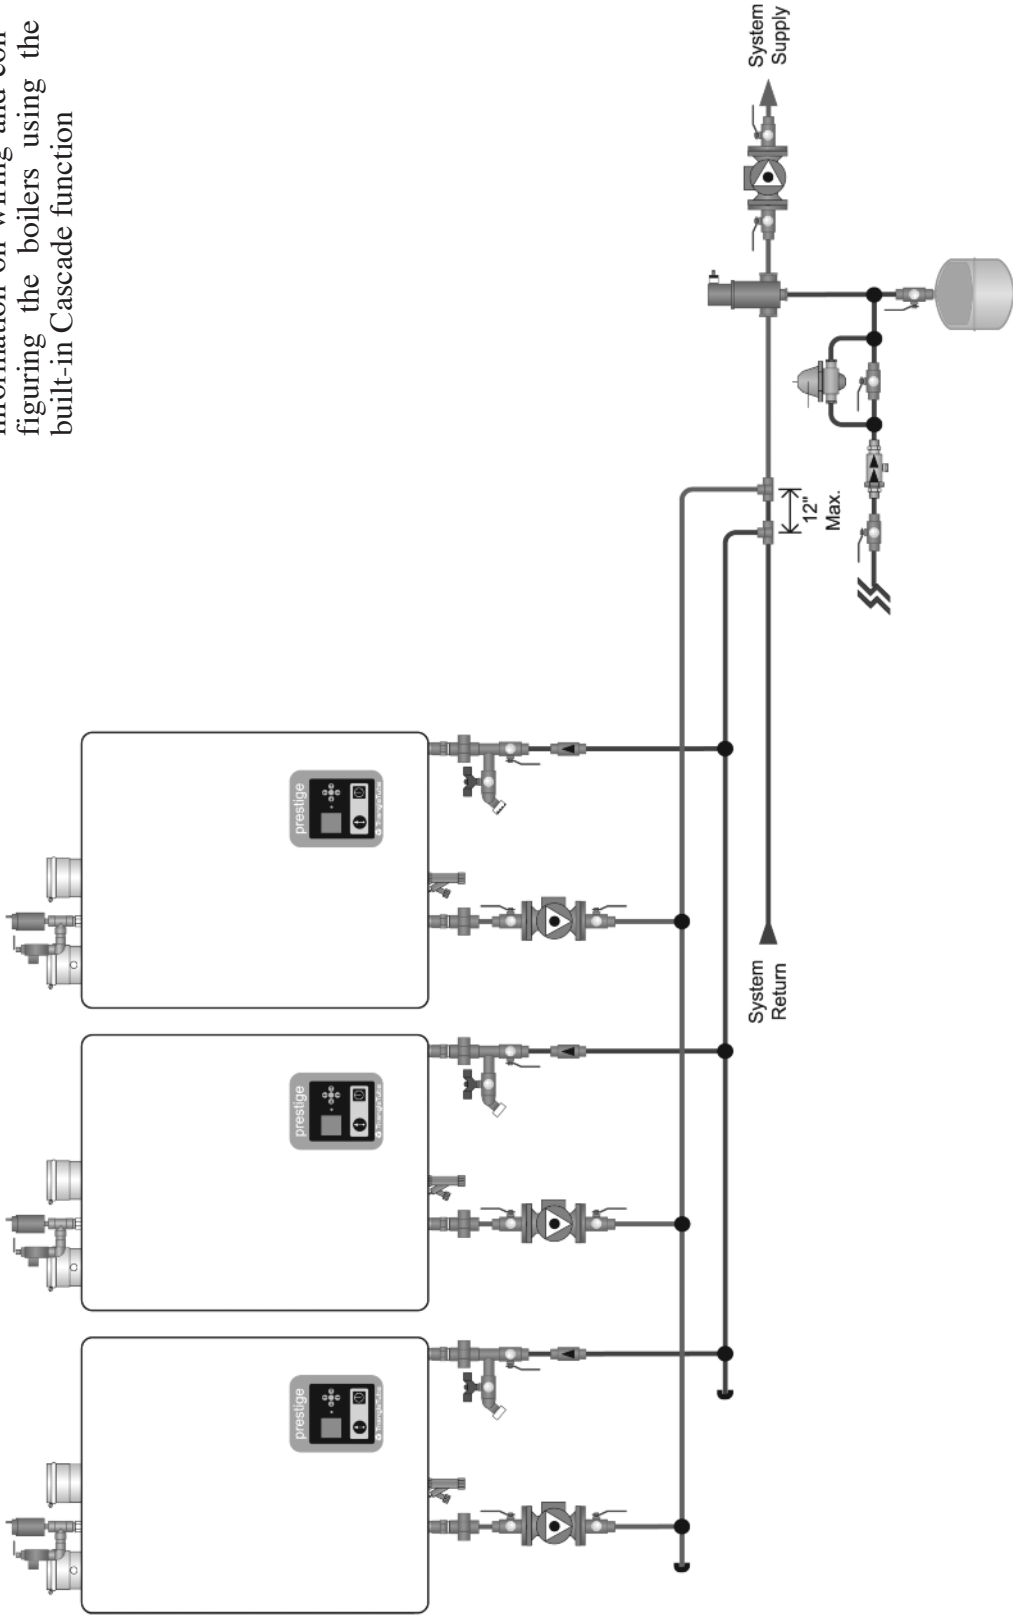 figuring the boilers using the
built-in Cascade function
prestige
prestige
prestige
System
Return
12"
Max.
System
Supply